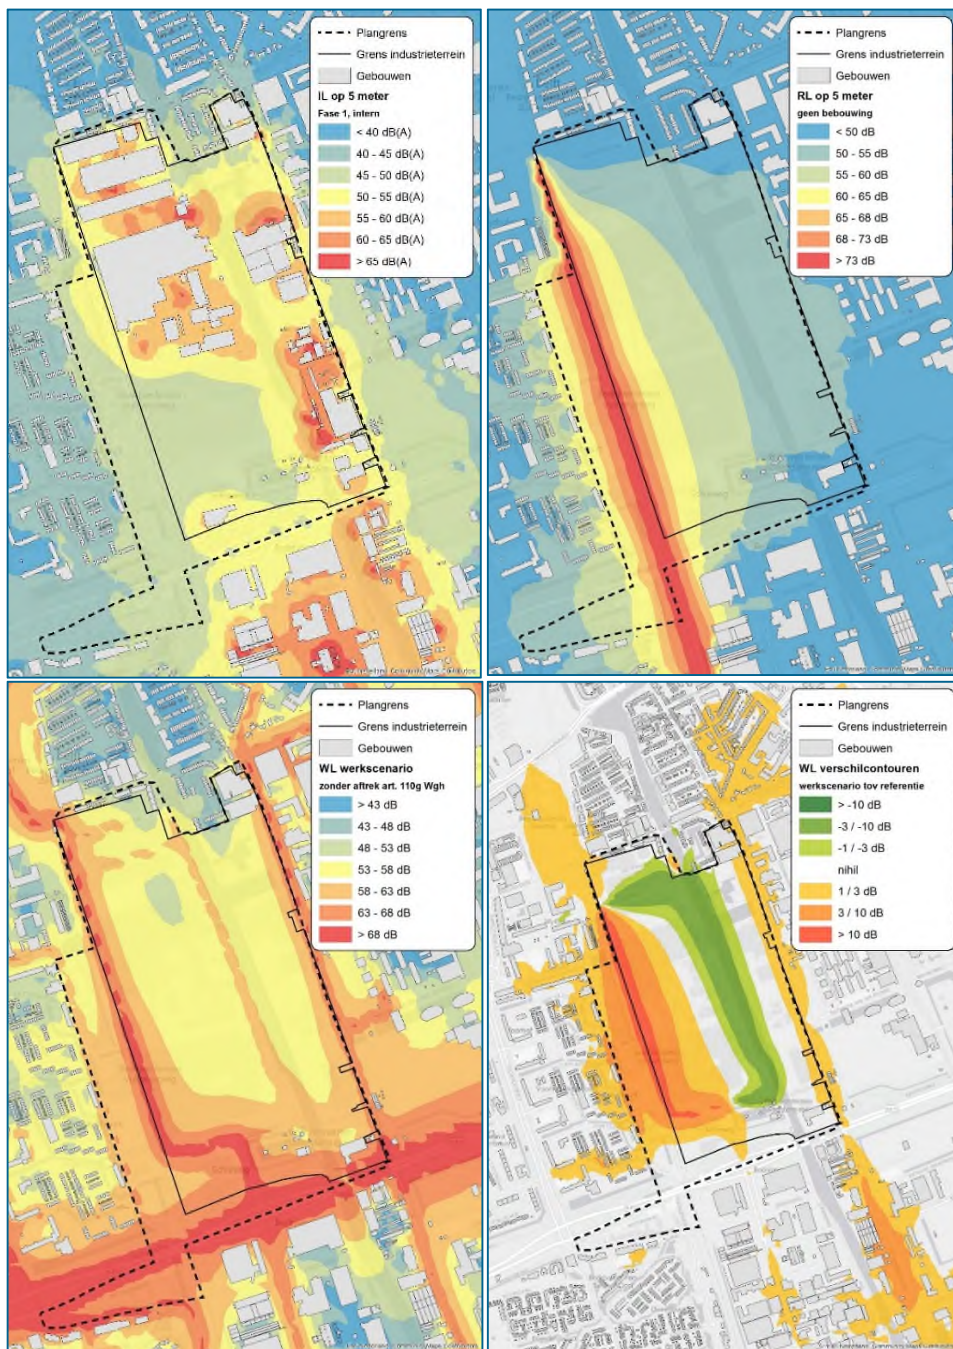 Plangrens
Grens industrieterrein
Gebouwen
IL op 5 meter
Fase 1, intern
< 40 dB(A)
40 - 45 dB(A)
45 - 50 dB(A)
50 - 55 dB(A)
55 - 60 dB(A)
60 - 65 dB(A)
> 65 dB(A)
Plangrens
Grens industrieterrein
Gebouwen
RL op 5 meter
geen bebouwing
< 50 dB
50 - 55 dB
55 - 60 dB
60 - 65 dB
65 - 68 dB
68 - 73 dB
> 73 dB
Plangrens
Grens industrieterrein
Gebouwen
WL werkscenario
zonder aftrek art. 110g Wgh
> 43 dB
43 - 48 dB
48 - 53 dB
53 - 58 dB
58 - 63 dB
63 - 68 dB
> 68 dB
Plangrens
Grens industrieterrein
Gebouwen
WL verschilcontouren
werkscenario tov referentie
> -10 dB
-3 / -10 dB
-1 / -3 dB
nihil
1 / 3 dB
3 / 10 dB
> 10 dB